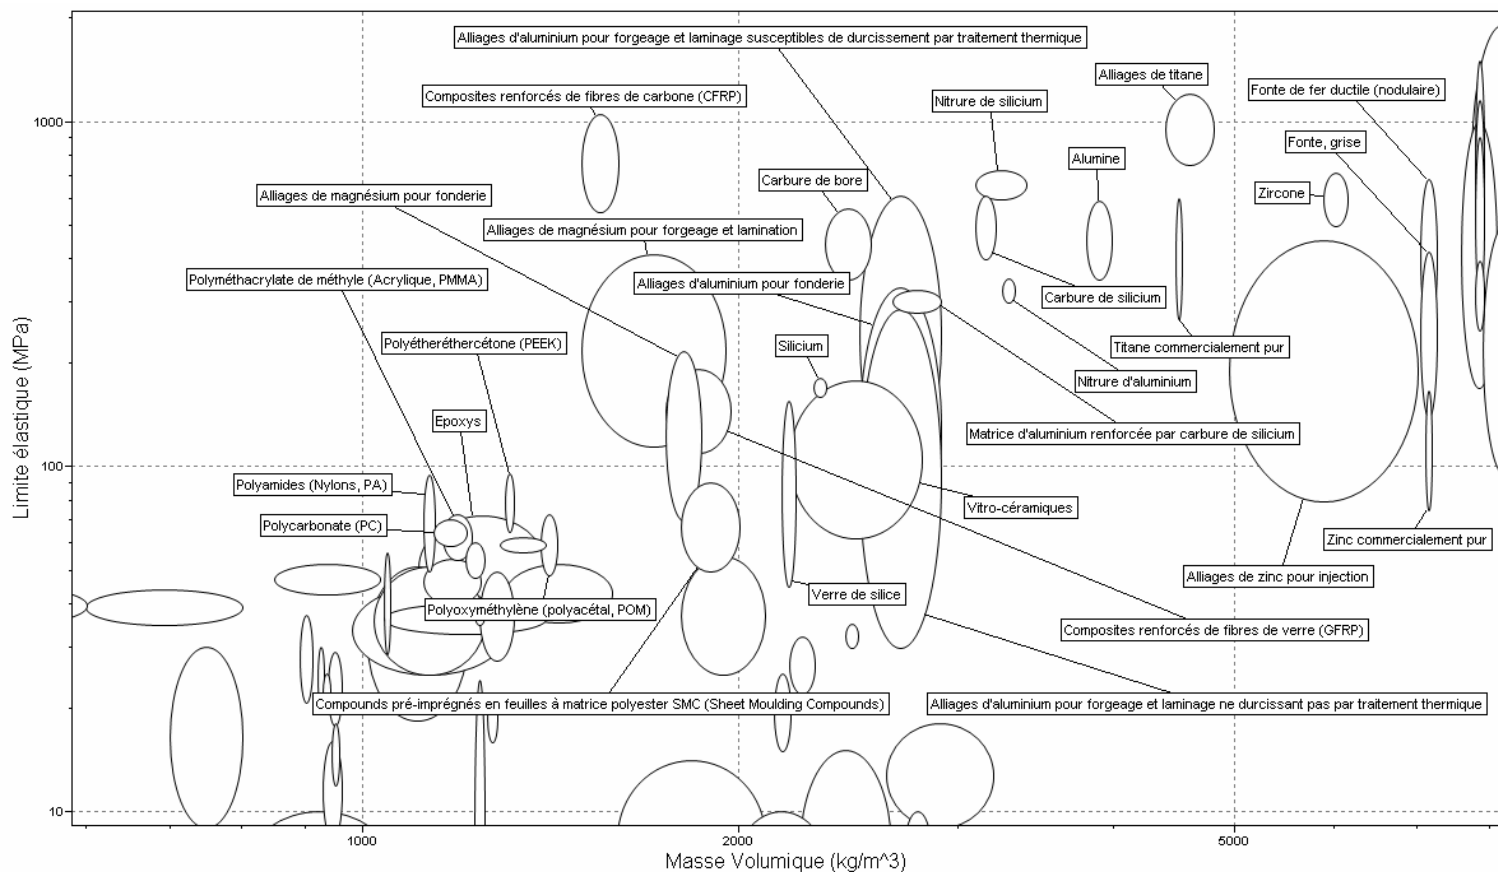 Alliages d'aluminium pour forgeage et laminage susceptibles de durcissement par traitement thermique
Alliages de titane
Composites renforcés de fibres de carbone (CFRP)
Nitrure de silicium
Fonte de fer ductile (nodulaire)
1000
Fonte, grise
Alumine
Alliages de magnésium pour fonderie
Carbure de bore
Zircone
Alliages de magnésium pour forgeage et lamination
Polyméthacrylate de méthyle (Acrylique, PMMA)
Alliages d'aluminium pour fonderie
Carbure de silicium
Polyétheréthercétone (PEEK)
Silicium
Titane commercialement pur
Nitrure d'aluminium
Limite élastique (MPa)
Epoxys
Matrice d'aluminium renforcée par carbure de silicium
100
Polyamides (Nylons, PA)
Vitro-céramiques
Polycarbonate (PC)
Zinc commercialement pur
Alliages de zinc pour injection
Verre de silice
Polyoxyméthylène (polyacétal, POM)
Composites renforcés de fibres de verre (GFRP)
Compounds pré-imprégnés en feuilles à matrice polyester SMC (Sheet Moulding Compounds)
Alliages d'aluminium pour forgeage et laminage ne durcissant pas par traitement thermique
10
1000
2000
5000
Masse Volumique (kg/m^3)